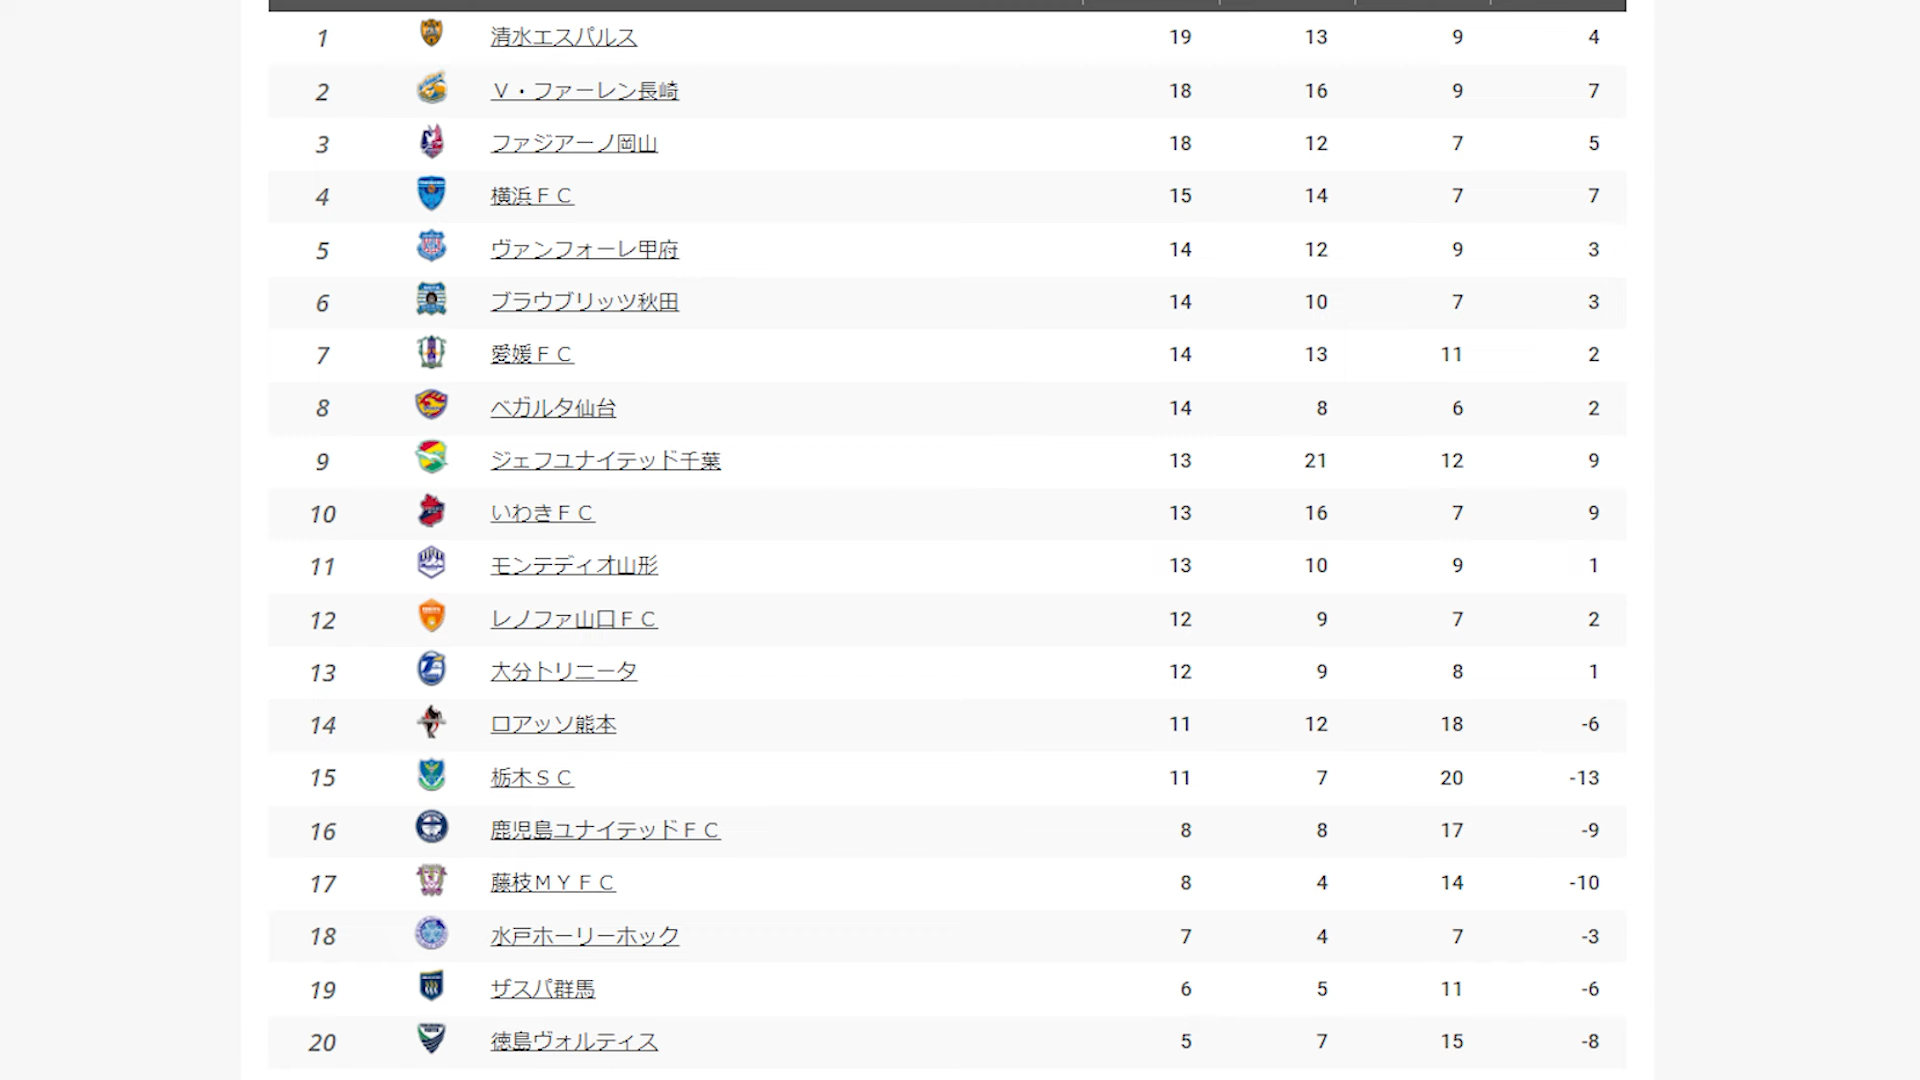 1 清水エスパルス 19 13 9 4
2 Ｖ・ファーレン長崎 18 16 9 7
3 ファジアーノ岡山 18 12 7 5
4 横浜ＦＣ 15 14 7 7
5 ヴァンフォーレ甲府 14 12 9 3
6 ブラウブリッツ秋田 14 10 7 3
7 愛媛ＦＣ 14 13 11 2
8 ベガルタ仙台 14 8 6 2
9 ジェフユナイテッド千葉 13 21 12 9
10 いわきＦＣ 13 16 7 9
11 モンテディオ山形 13 10 9 1
12 レノファ山口ＦＣ 12 9 7 2
13 大分トリニータ 12 9 8 1
14 ロアッソ熊本 11 12 18 -6
15 栃木ＳＣ 11 7 20 -13
16 鹿児島ユナイテッドＦＣ 8 8 17 -9
17 藤枝ＭＹＦＣ 8 4 14 -10
18 水戸ホーリーホック 7 4 7 -3
19 ザスパ群馬 6 5 11 -6
20 徳島ヴォルティス 5 7 15 -8